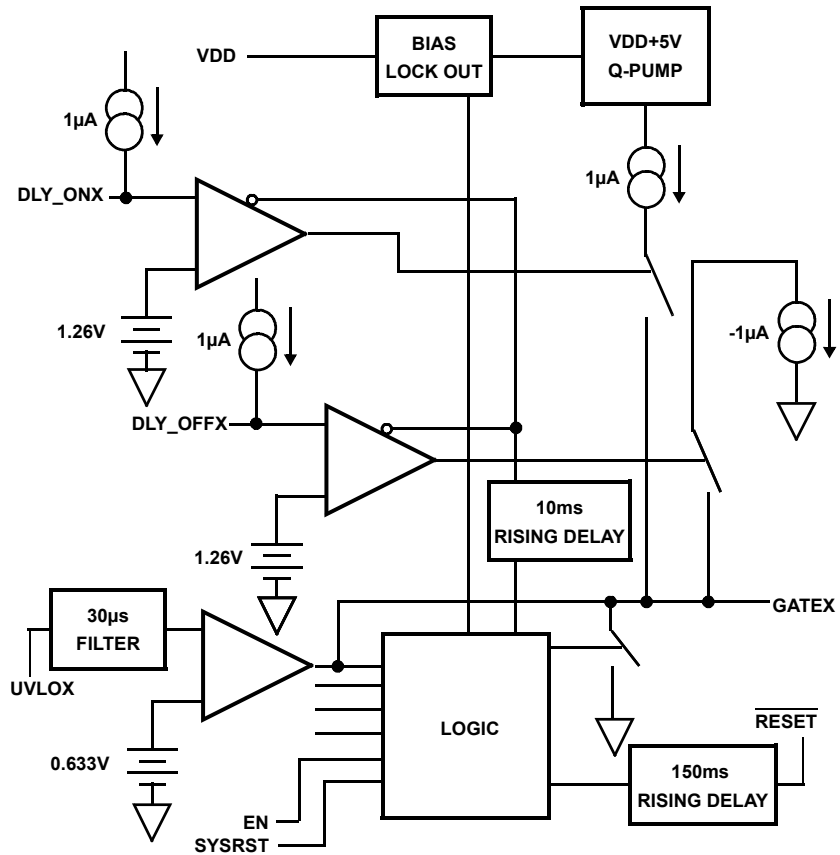 VDD
BIAS
LOCK OUT
VDD+5V
Q-PUMP
1µA
1µA
DLY_ONX
1.26V
1µA
-1µA
DLY_OFFX
10ms
RISING DELAY
1.26V
30µs
FILTER
GATEX
UVLOX
LOGIC
RESET
0.633V
150ms
RISING DELAY
EN
SYSRST